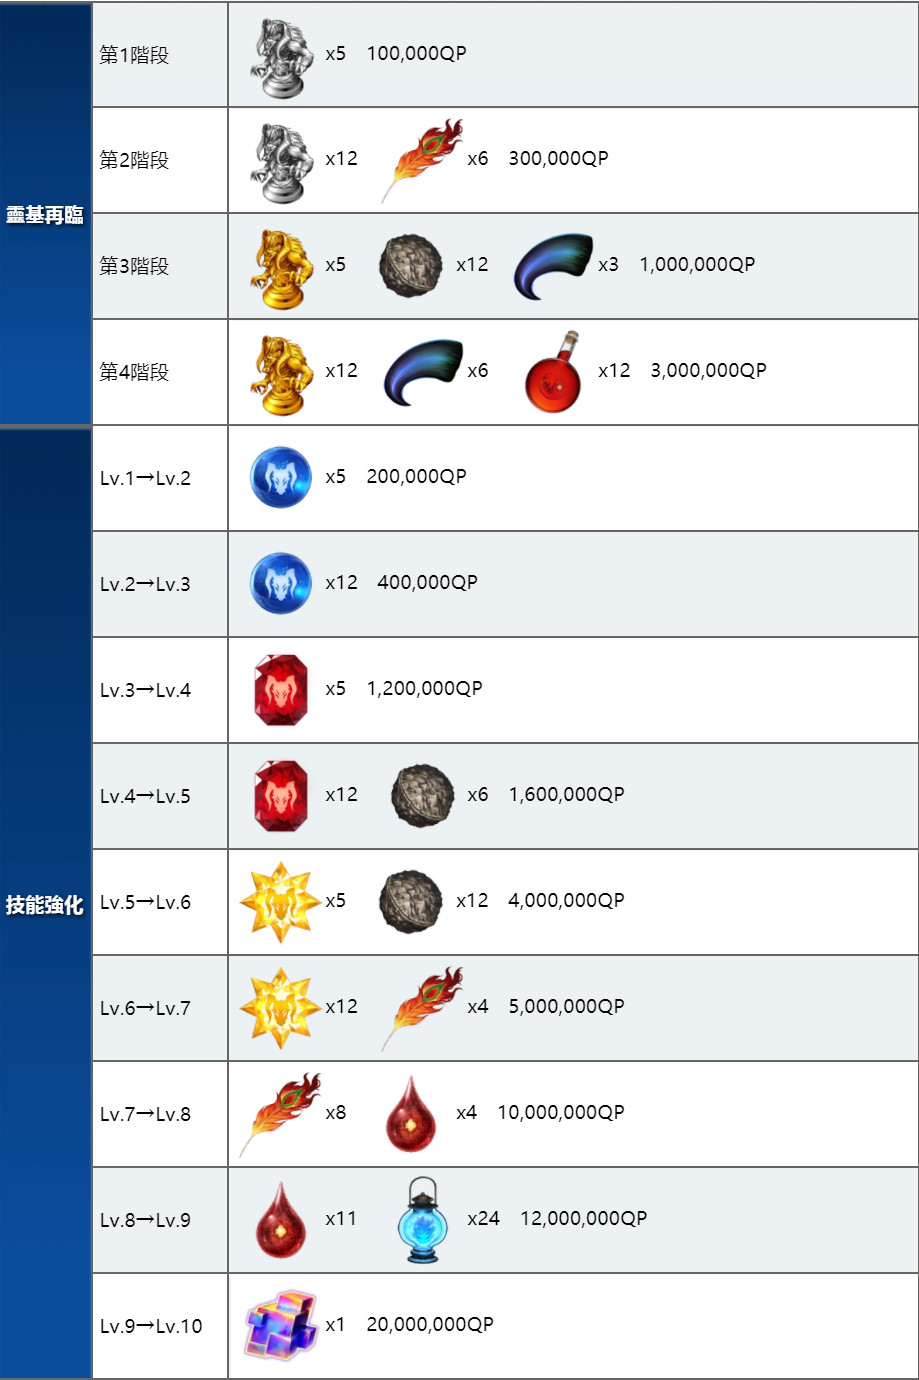 靈基再臨
第1階段 x5 100,000QP
第2階段 x12 x6 300,000QP
第3階段 x5 x12 x3 1,000,000QP
第4階段 x12 x6 x12 3,000,000QP
技能強化
Lv.1→Lv.2 x5 200,000QP
Lv.2→Lv.3 x12 400,000QP
Lv.3→Lv.4 x5 1,200,000QP
Lv.4→Lv.5 x12 x6 1,600,000QP
Lv.5→Lv.6 x5 x12 4,000,000QP
Lv.6→Lv.7 x12 x4 5,000,000QP
Lv.7→Lv.8 x8 x4 10,000,000QP
Lv.8→Lv.9 x11 x24 12,000,000QP
Lv.9→Lv.10 x1 20,000,000QP